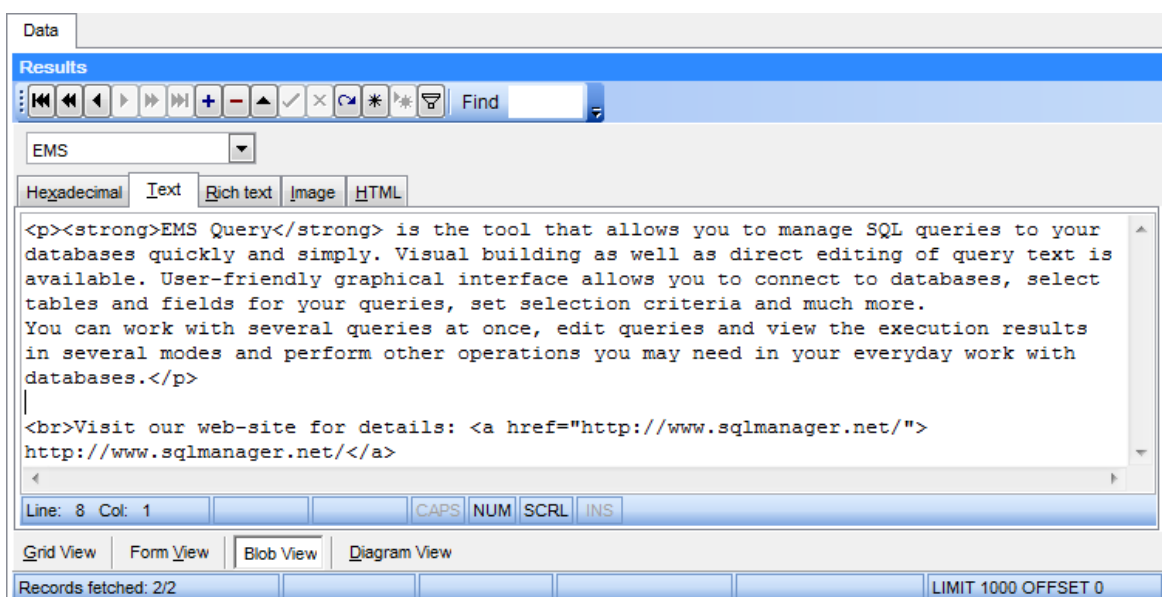 Data
Results
Find
EMS
Hexadecimal Text Rich text Image HTML
<p><strong>EMS Query</strong> is the tool that allows you to manage SQL queries to your
databases quickly and simply. Visual building as well as direct editing of query text is
available. User-friendly graphical interface allows you to connect to databases, select
tables and fields for your queries, set selection criteria and much more.
You can work with several queries at once, edit queries and view the execution results
in several modes and perform other operations you may need in your everyday work with
databases.</p>
<br>Visit our web-site for details: <a href="http://www.sqlmanager.net/">
http://www.sqlmanager.net/</a>
Line: 8 Col: 1 CAPS NUM SCRL INS
Grid View Form View Blob View Diagram View
Records fetched: 2/2 LIMIT 1000 OFFSET 0